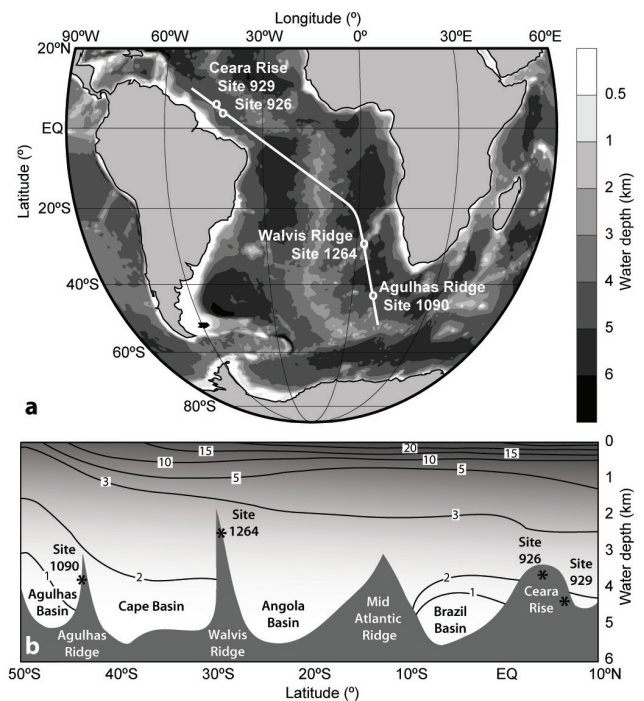 Longitude (º)
90ºW 60ºW 30ºW 0º 30ºE 60ºE
20ºN
EQ
20ºS
40ºS
60ºS
80ºS
Latitude (º)
Ceara Rise
Site 929
Site 926
Walvis Ridge
Site 1264
Agulhas Ridge
Site 1090
a
0.5
1
2
3
4
5
6
Water depth (km)
15 20
10 10 15
5 5
3 3
2 2
1 1
Site
1090
Site
1264
Site
926
Site
929
Agulhas
Basin
Cape Basin
Angola
Basin
Brazil
Basin
Agulhas
Ridge
Walvis
Ridge
Mid
Atlantic
Ridge
Ceara
Rise
b
0
1
2
3
4
5
6
Water depth (km)
50ºS 40ºS 30ºS 20ºS 10ºS EQ 10ºN
Latitude (º)